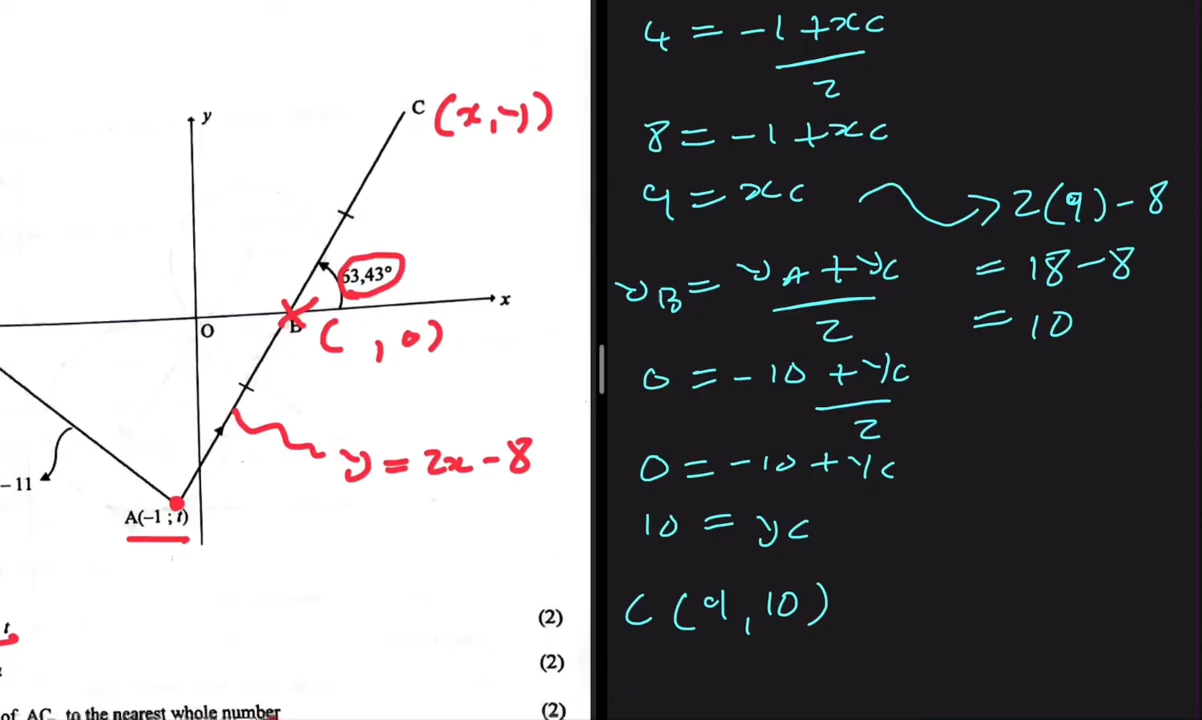 y
C (x,-1)
63,43°
x
O
B ( , 0)
y = 2x - 8
- 11
A(-1 ; t)
(2)
t
(2)
of AC to the nearest whole number (2)
4 = -1 + xc / 2
8 = -1 + xc
9 = xc → 2(9) - 8
= 18 - 8
= 10
yB = yA + yc / 2
0 = -10 + yc / 2
0 = -10 + yc
10 = yc
C (9, 10)